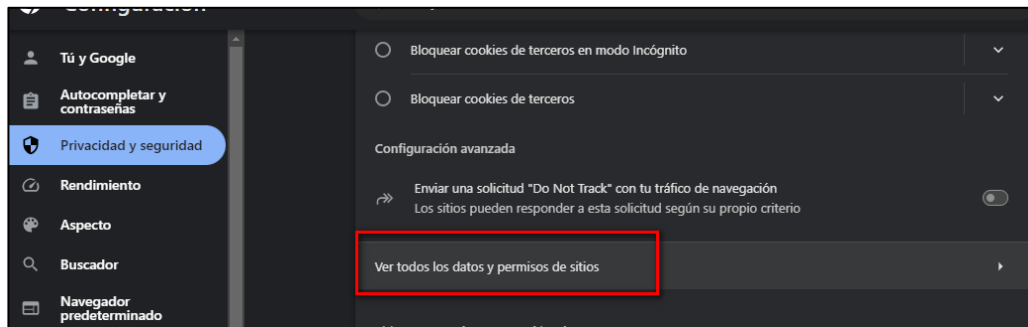 Configuración
Tú y Google
Autocompletar y
contraseñas
Privacidad y seguridad
Rendimiento
Aspecto
Buscador
Navegador
predeterminado
Bloquear cookies de terceros en modo Incógnito
Bloquear cookies de terceros
Configuración avanzada
Enviar una solicitud "Do Not Track" con tu tráfico de navegación
Los sitios pueden responder a esta solicitud según su propio criterio
Ver todos los datos y permisos de sitios